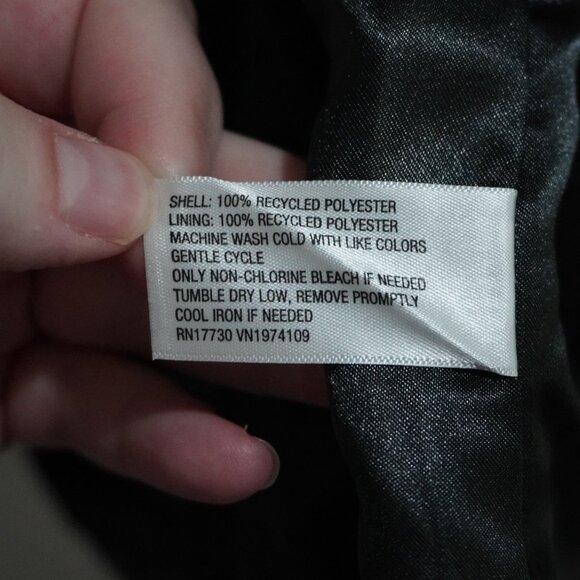 SHELL: 100% RECYCLED POLYESTER
LINING: 100% RECYCLED POLYESTER
MACHINE WASH COLD WITH LIKE COLORS
GENTLE CYCLE
ONLY NON-CHLORINE BLEACH IF NEEDED
TUMBLE DRY LOW, REMOVE PROMPTLY
COOL IRON IF NEEDED
RN17730 VN1974109